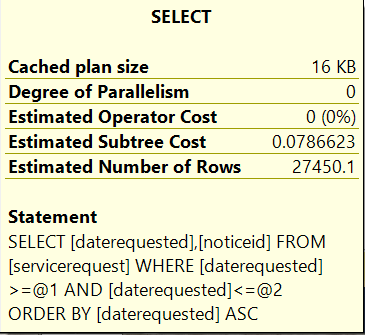 SELECT
Cached plan size 16 KB
Degree of Parallelism 0
Estimated Operator Cost 0 (0%)
Estimated Subtree Cost 0.0786623
Estimated Number of Rows 27450.1
Statement
SELECT [daterequested],[noticeid] FROM
[servicerequest] WHERE [daterequested]
>=@1 AND [daterequested]<=@2
ORDER BY [daterequested] ASC